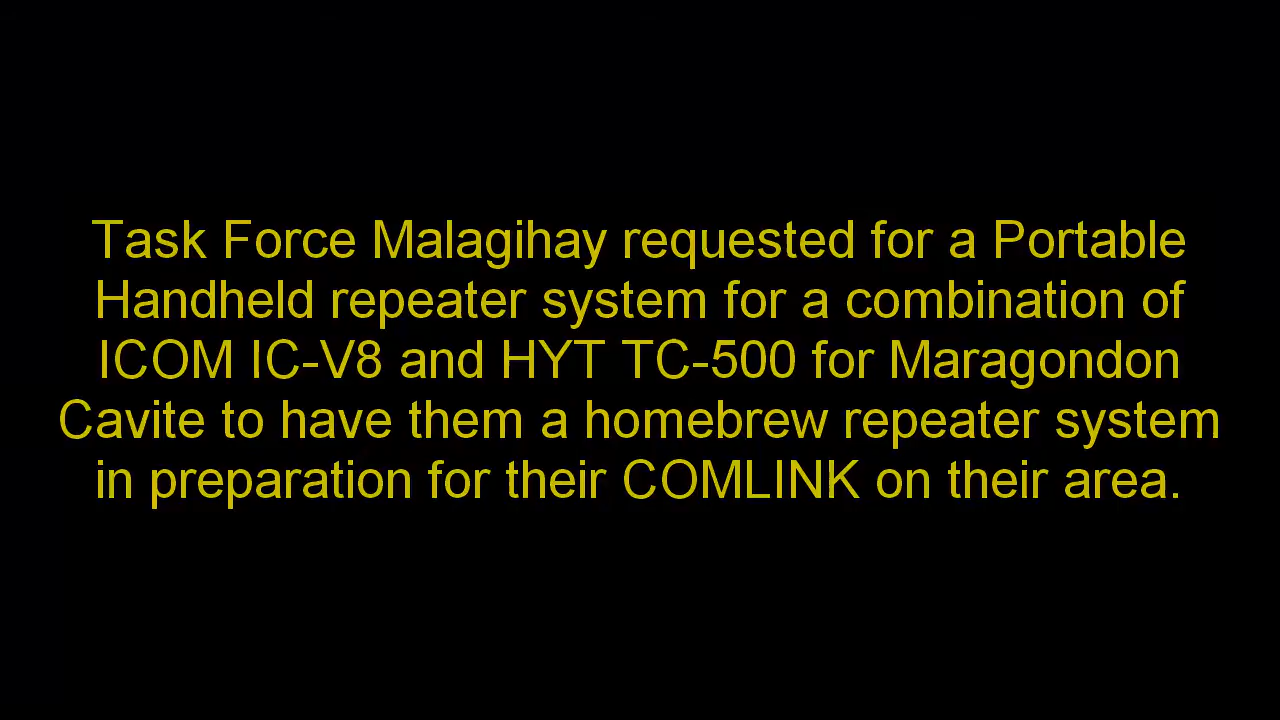 Task Force Malagihay requested for a Portable
Handheld repeater system for a combination of
ICOM IC-V8 and HYT TC-500 for Maragondon
Cavite to have them a homebrew repeater system
in preparation for their COMLINK on their area.